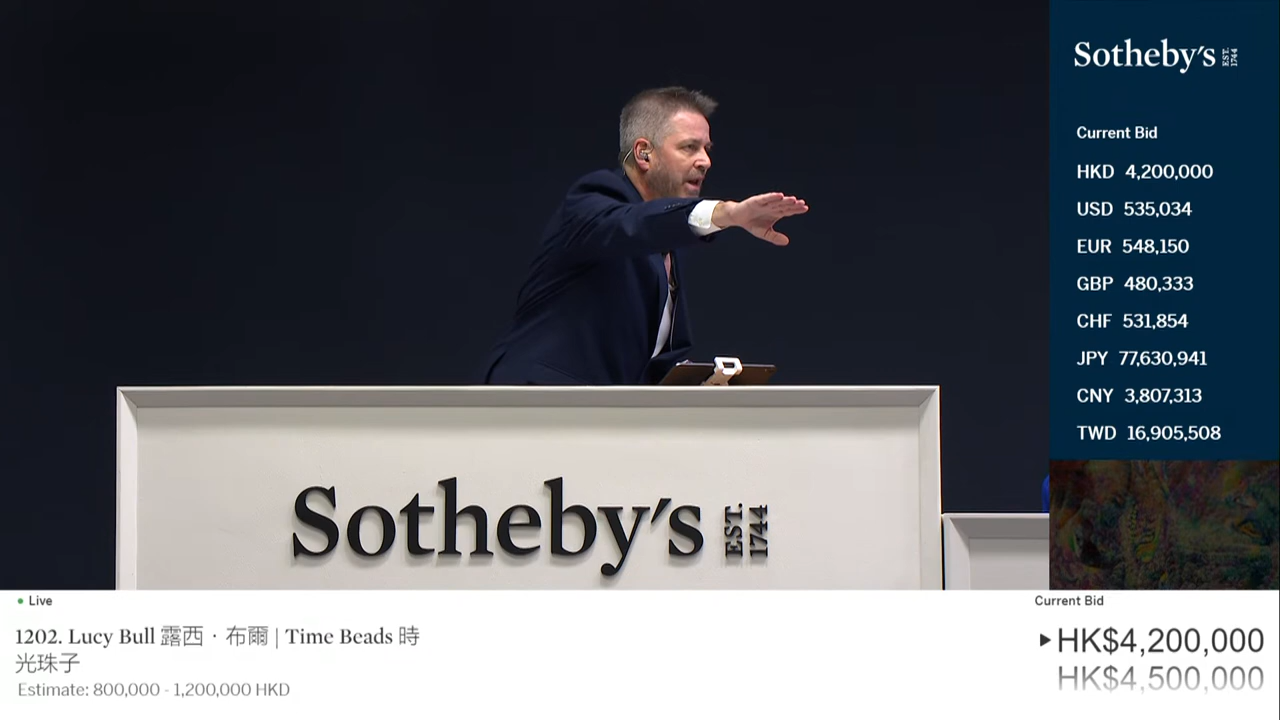 Sotheby's EST. 1744
Current Bid
HKD 4,200,000
USD 535,034
EUR 548,150
GBP 480,333
CHF 531,854
JPY 77,630,941
CNY 3,807,313
TWD 16,905,508
Sotheby's EST. 1744
Live
1202. Lucy Bull 露西 · 布爾 | Time Beads 時
光珠子
Estimate: 800,000 - 1,200,000 HKD
Current Bid
HK$4,200,000
HK$4,500,000